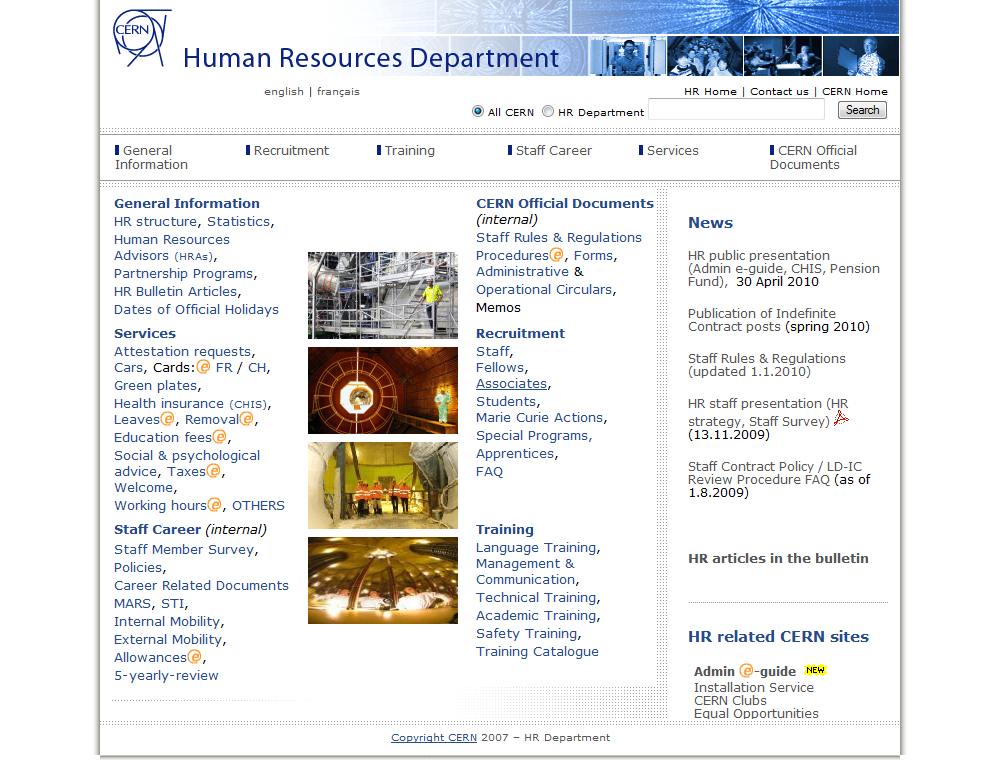 CERN
Human Resources Department
english | français
HR Home | Contact us | CERN Home
All CERN HR Department Search
General Information
Recruitment
Training
Staff Career
Services
CERN Official Documents
General Information
HR structure, Statistics,
Human Resources
Advisors (HRAs),
Partnership Programs,
HR Bulletin Articles,
Dates of Official Holidays
Services
Attestation requests,
Cars, Cards:e FR / CH,
Green plates,
Health insurance (CHIS),
Leavese, Removale,
Education feese,
Social & psychological
advice, Taxese,
Welcome,
Working hourse, OTHERS
Staff Career (internal)
Staff Member Survey,
Policies,
Career Related Documents
MARS, STI,
Internal Mobility,
External Mobility,
Allowancese,
5-yearly-review
CERN Official Documents
(internal)
Staff Rules & Regulations
Procedurese, Forms,
Administrative &
Operational Circulars,
Memos
Recruitment
Staff,
Fellows,
Associates,
Students,
Marie Curie Actions,
Special Programs,
Apprentices,
FAQ
Training
Language Training,
Management &
Communication,
Technical Training,
Academic Training,
Safety Training,
Training Catalogue
News
HR public presentation
(Admin e-guide, CHIS, Pension
Fund), 30 April 2010
Publication of Indefinite
Contract posts (spring 2010)
Staff Rules & Regulations
(updated 1.1.2010)
HR staff presentation (HR
strategy, Staff Survey)
(13.11.2009)
Staff Contract Policy / LD-IC
Review Procedure FAQ (as of
1.8.2009)
HR articles in the bulletin
HR related CERN sites
Admin e-guide NEW
Installation Service
CERN Clubs
Equal Opportunities
Copyright CERN 2007 – HR Department